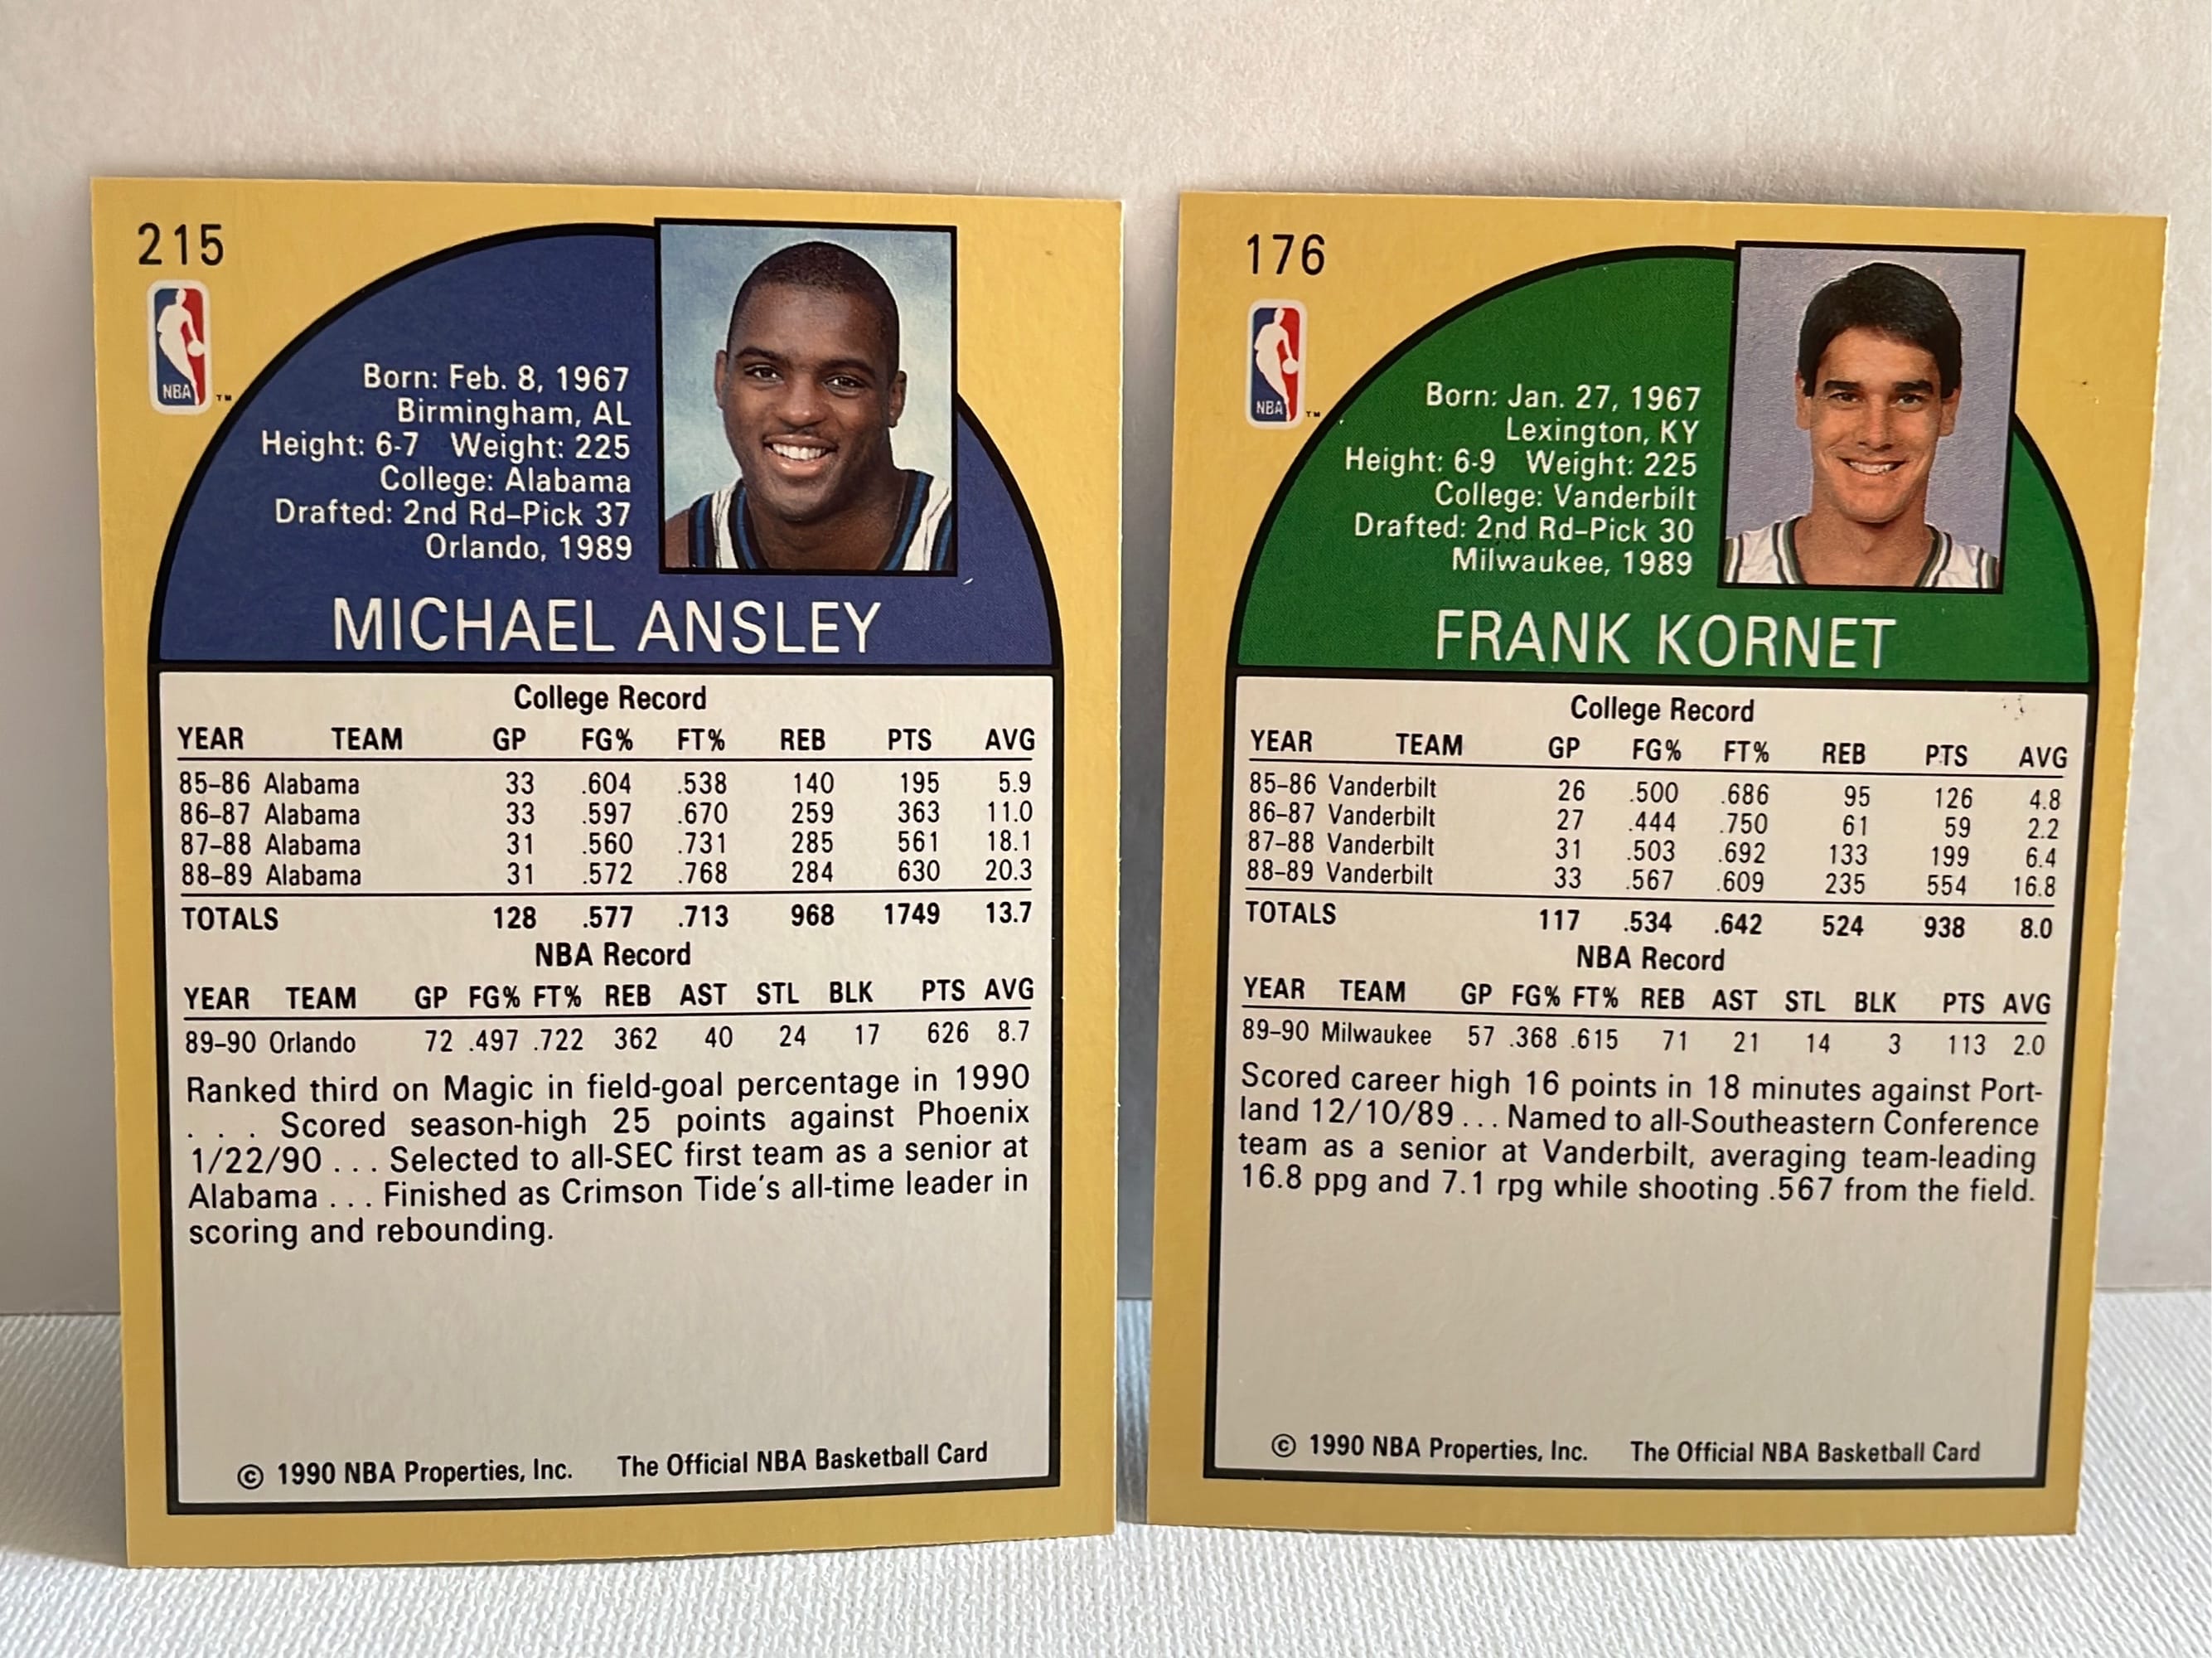 215
NBA
™
Born: Feb. 8, 1967
Birmingham, AL
Height: 6-7 Weight: 225
College: Alabama
Drafted: 2nd Rd–Pick 37
Orlando, 1989
MICHAEL ANSLEY
College Record
YEAR TEAM GP FG% FT% REB PTS AVG
85–86 Alabama 33 .604 .538 140 195 5.9
86–87 Alabama 33 .597 .670 259 363 11.0
87–88 Alabama 31 .560 .731 285 561 18.1
88–89 Alabama 31 .572 .768 284 630 20.3
TOTALS 128 .577 .713 968 1749 13.7
NBA Record
YEAR TEAM GP FG% FT% REB AST STL BLK PTS AVG
89–90 Orlando 72 .497 .722 362 40 24 17 626 8.7
Ranked third on Magic in field-goal percentage in 1990
. . . Scored season-high 25 points against Phoenix
1/22/90 . . . Selected to all-SEC first team as a senior at
Alabama . . . Finished as Crimson Tide's all-time leader in
scoring and rebounding.
© 1990 NBA Properties, Inc. The Official NBA Basketball Card
176
NBA
™
Born: Jan. 27, 1967
Lexington, KY
Height: 6-9 Weight: 225
College: Vanderbilt
Drafted: 2nd Rd–Pick 30
Milwaukee, 1989
FRANK KORNET
College Record
YEAR TEAM GP FG% FT% REB PTS AVG
85–86 Vanderbilt 26 .500 .686 95 126 4.8
86–87 Vanderbilt 27 .444 .750 61 59 2.2
87–88 Vanderbilt 31 .503 .692 133 199 6.4
88–89 Vanderbilt 33 .567 .609 235 554 16.8
TOTALS 117 .534 .642 524 938 8.0
NBA Record
YEAR TEAM GP FG% FT% REB AST STL BLK PTS AVG
89–90 Milwaukee 57 .368 .615 71 21 14 3 113 2.0
Scored career high 16 points in 18 minutes against Port-
land 12/10/89 . . . Named to all-Southeastern Conference
team as a senior at Vanderbilt, averaging team-leading
16.8 ppg and 7.1 rpg while shooting .567 from the field.
© 1990 NBA Properties, Inc. The Official NBA Basketball Card